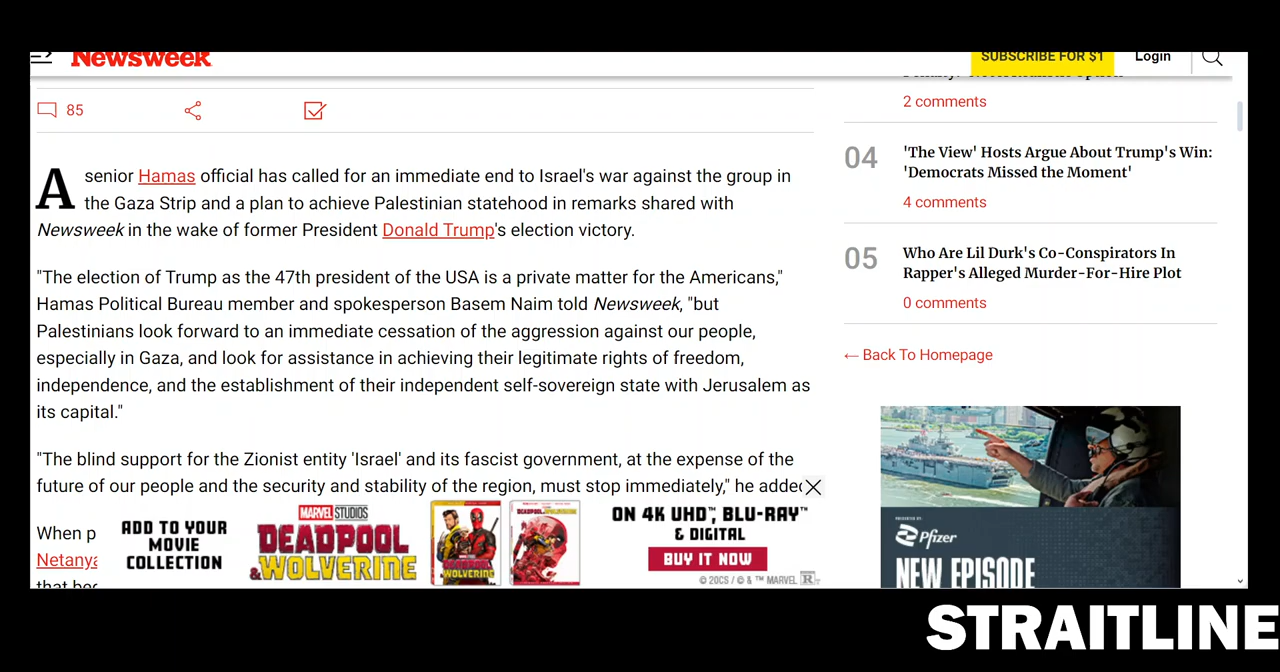 Newsweek
SUBSCRIBE FOR $1
Login
85
A senior Hamas official has called for an immediate end to Israel's war against the group in
the Gaza Strip and a plan to achieve Palestinian statehood in remarks shared with
Newsweek in the wake of former President Donald Trump's election victory.
"The election of Trump as the 47th president of the USA is a private matter for the Americans,"
Hamas Political Bureau member and spokesperson Basem Naim told Newsweek, "but
Palestinians look forward to an immediate cessation of the aggression against our people,
especially in Gaza, and look for assistance in achieving their legitimate rights of freedom,
independence, and the establishment of their independent self-sovereign state with Jerusalem as
its capital."
"The blind support for the Zionist entity 'Israel' and its fascist government, at the expense of the
future of our people and the security and stability of the region, must stop immediately," he added
When p
Netanya
2 comments
04
'The View' Hosts Argue About Trump's Win:
'Democrats Missed the Moment'
4 comments
05
Who Are Lil Durk's Co-Conspirators In
Rapper's Alleged Murder-For-Hire Plot
0 comments
← Back To Homepage
PRESENTED BY
Pfizer
NEW EPISODE
ADD TO YOUR
MOVIE
COLLECTION
MARVEL STUDIOS
DEADPOOL
& WOLVERINE
ON 4K UHD™, BLU-RAY™
& DIGITAL
BUY IT NOW
© 20CS / © & ™ MARVEL R
STRAITLINE